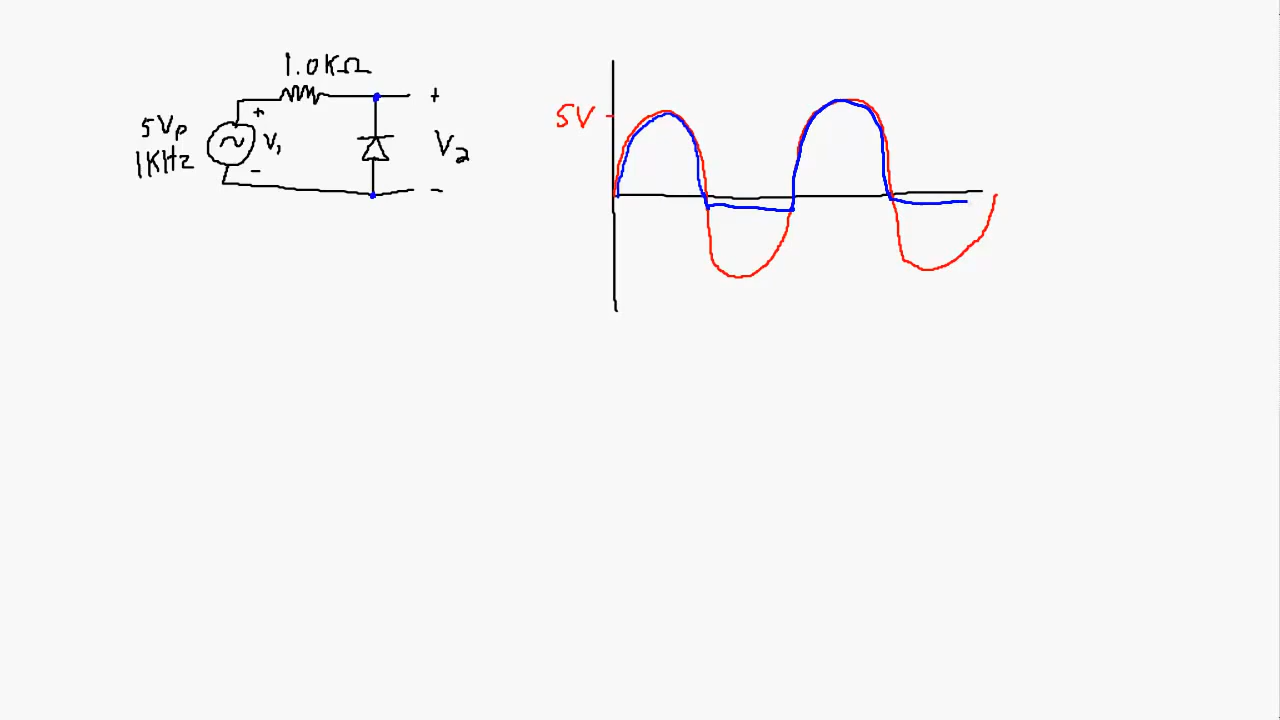 1.0KΩ
+
+
5Vp
V1
V2
1KHz
-
-
5V